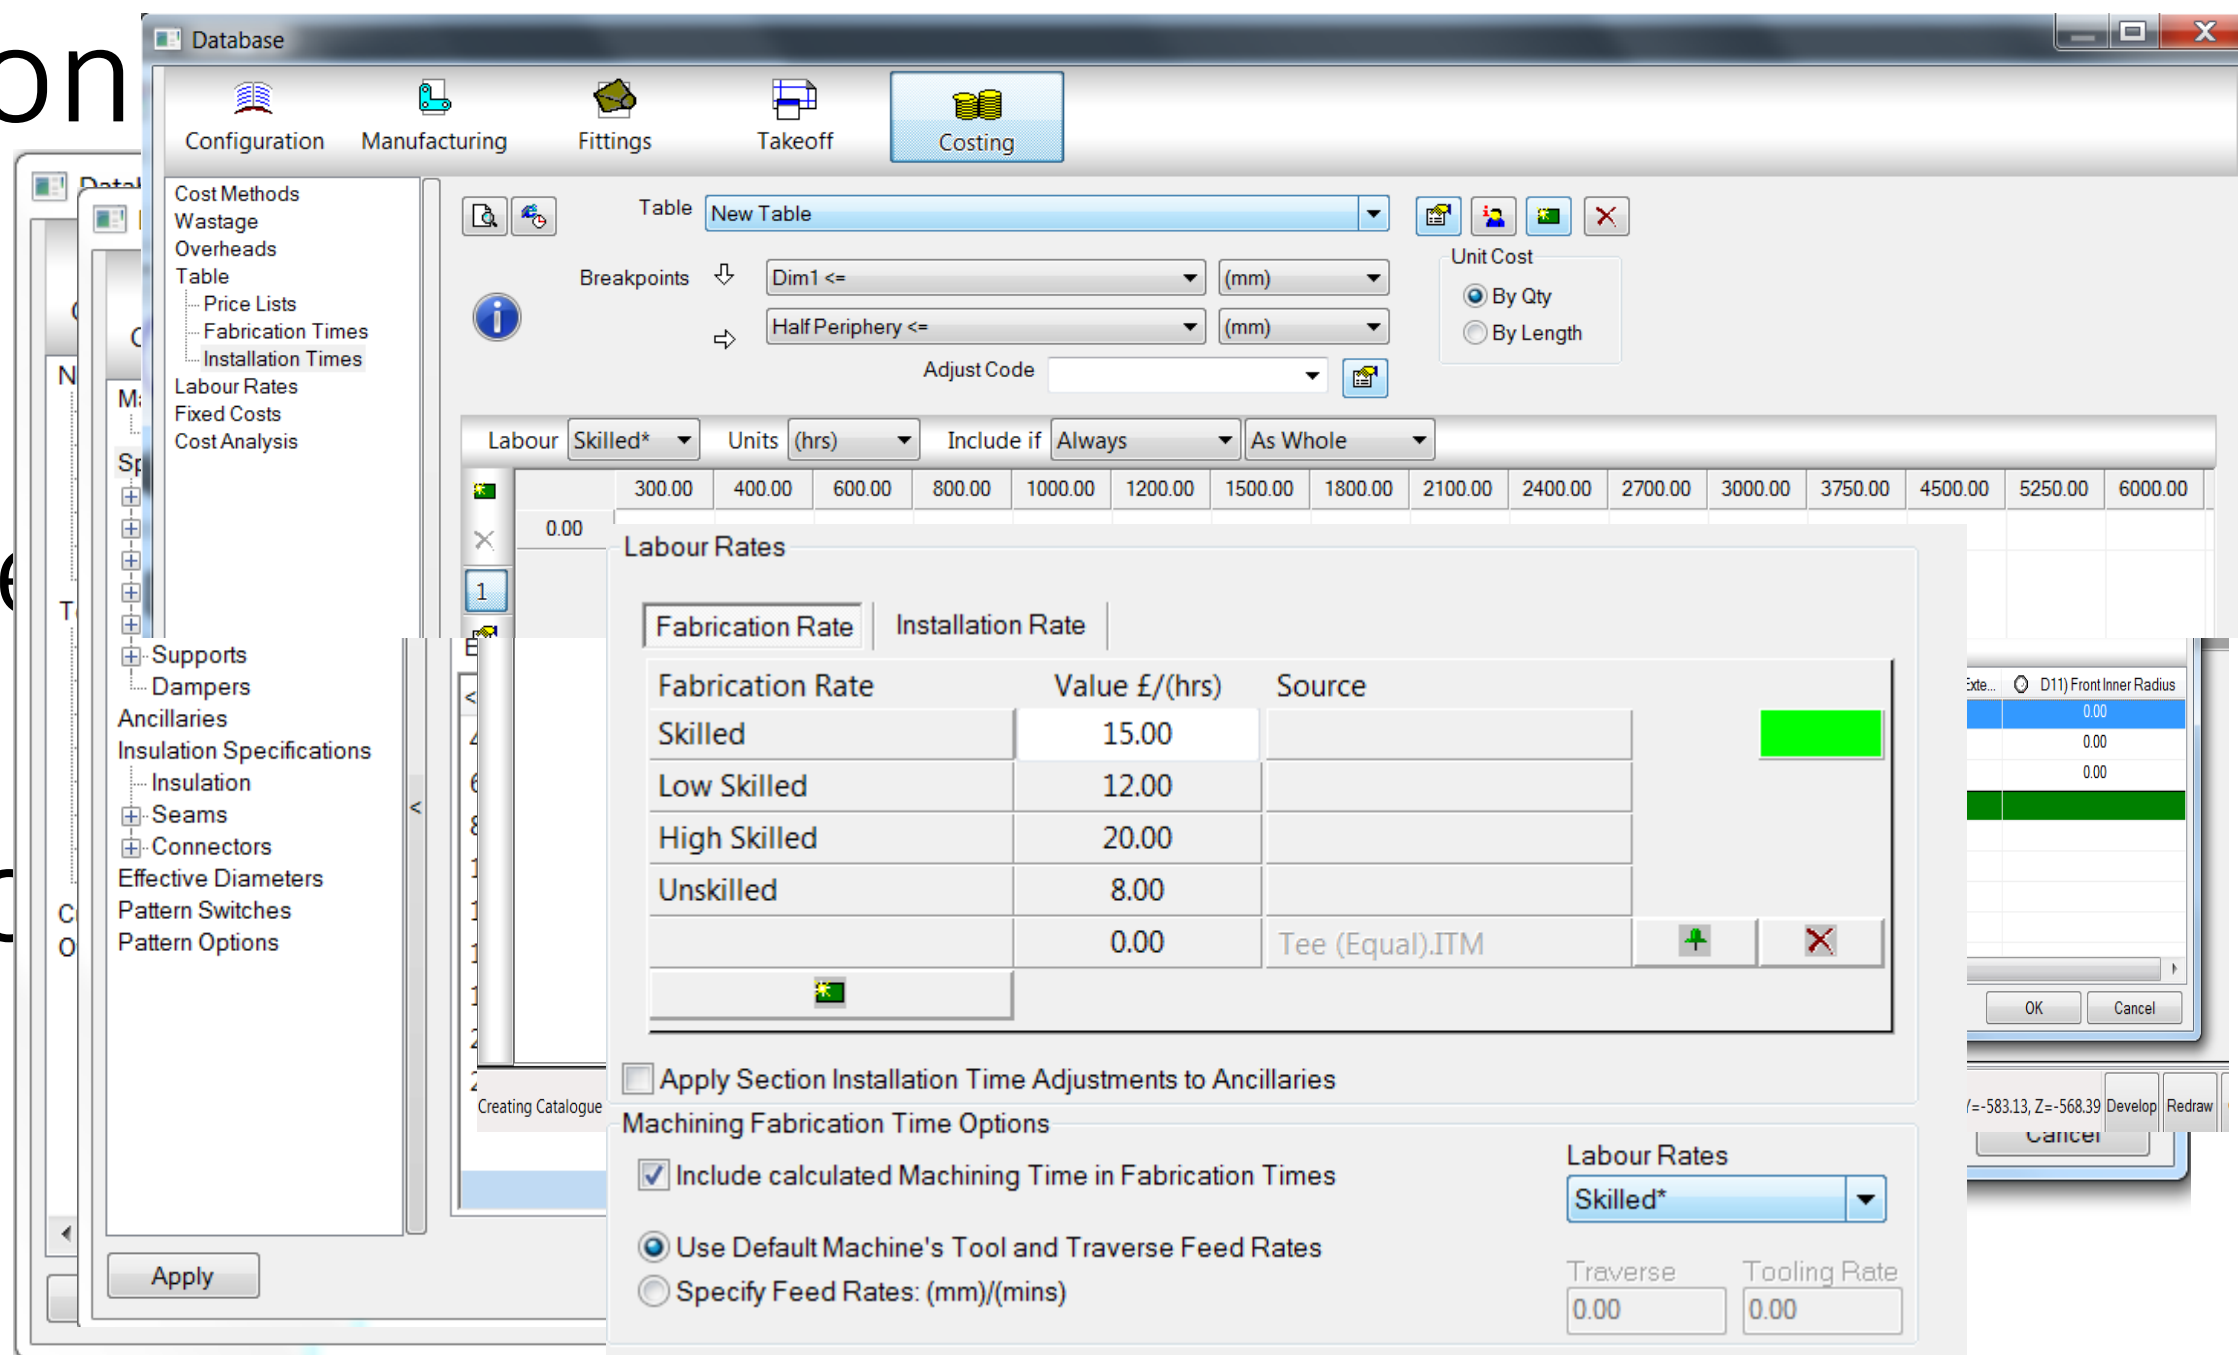 on
Database
Configuration
Manufacturing
Fittings
Takeoff
Costing
Cost Methods
Wastage
Overheads
Table
Price Lists
Fabrication Times
Installation Times
Labour Rates
Fixed Costs
Cost Analysis
Table New Table
Breakpoints Dim1 <= (mm)
Half Periphery <= (mm)
Adjust Code
Unit Cost
By Qty
By Length
Labour Skilled* Units (hrs) Include if Always As Whole
300.00 400.00 600.00 800.00 1000.00 1200.00 1500.00 1800.00 2100.00 2400.00 2700.00 3000.00 3750.00 4500.00 5250.00 6000.00
0.00
1
Supports
Dampers
Ancillaries
Insulation Specifications
Insulation
Seams
Connectors
Effective Diameters
Pattern Switches
Pattern Options
Apply
<
Labour Rates
Fabrication Rate Installation Rate
Fabrication Rate Value £/(hrs) Source
Skilled 15.00
Low Skilled 12.00
High Skilled 20.00
Unskilled 8.00
0.00 Tee (Equal).ITM
Apply Section Installation Time Adjustments to Ancillaries
Machining Fabrication Time Options
Include calculated Machining Time in Fabrication Times
Use Default Machine's Tool and Traverse Feed Rates
Specify Feed Rates: (mm)/(mins)
Labour Rates
Skilled*
Traverse Tooling Rate
0.00 0.00
Creating Catalogue
D11) Front Inner Radius
0.00
0.00
0.00
OK Cancel
Y=-583.13, Z=-568.39 Develop Redraw
Cancel